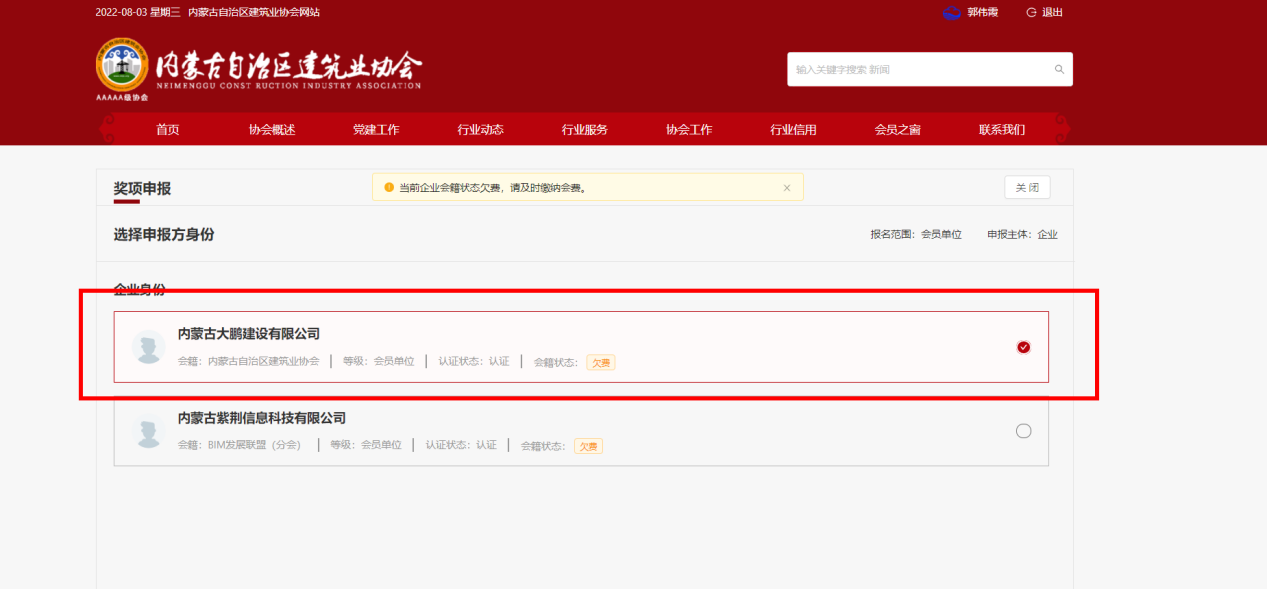 2022-08-03 星期三 内蒙古自治区建筑业协会网站 郭伟霞 退出
内蒙古自治区建筑业协会
NEIMENGGU CONST RUCTION INDUSTRY ASSOCIATION
AAAAA级协会
输入关键字搜索 新闻
首页 协会概述 党建工作 行业动态 行业服务 协会工作 行业信用 会员之窗 联系我们
奖项申报 当前企业会籍状态欠费，请及时缴纳会费。 关 闭
选择申报方身份 报名范围：会员单位 申报主体：企业
企业身份
内蒙古大鹏建设有限公司
会籍：内蒙古自治区建筑业协会 等级：会员单位 认证状态：认证 会籍状态： 欠费
内蒙古紫荆信息科技有限公司
会籍：BIM发展联盟（分会） 等级：会员单位 认证状态：认证 会籍状态： 欠费